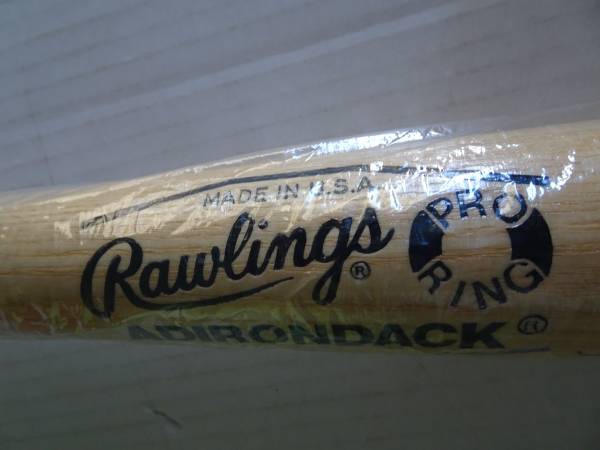 MADE IN U.S.A.
Rawlings®
ADIRONDACK®
PRO
RING